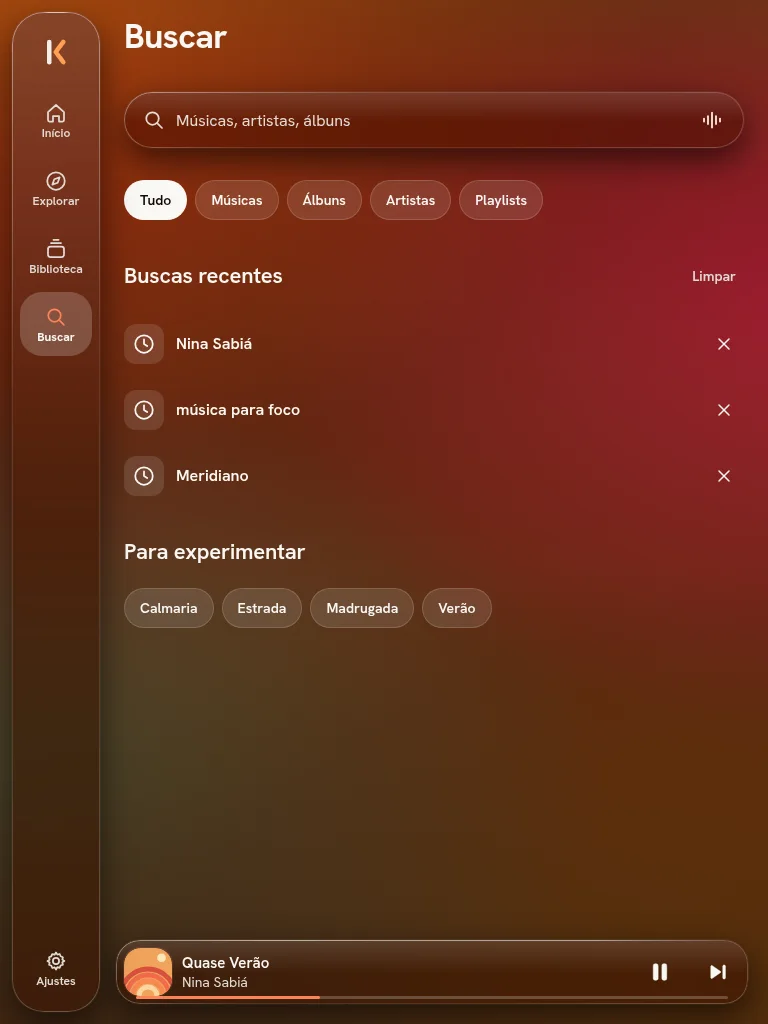 Buscar
Início
Explorar
Biblioteca
Buscar
Ajustes
Músicas, artistas, álbuns
Tudo
Músicas
Álbuns
Artistas
Playlists
Buscas recentes
Limpar
Nina Sabiá
música para foco
Meridiano
Para experimentar
Calmaria
Estrada
Madrugada
Verão
Quase Verão
Nina Sabiá